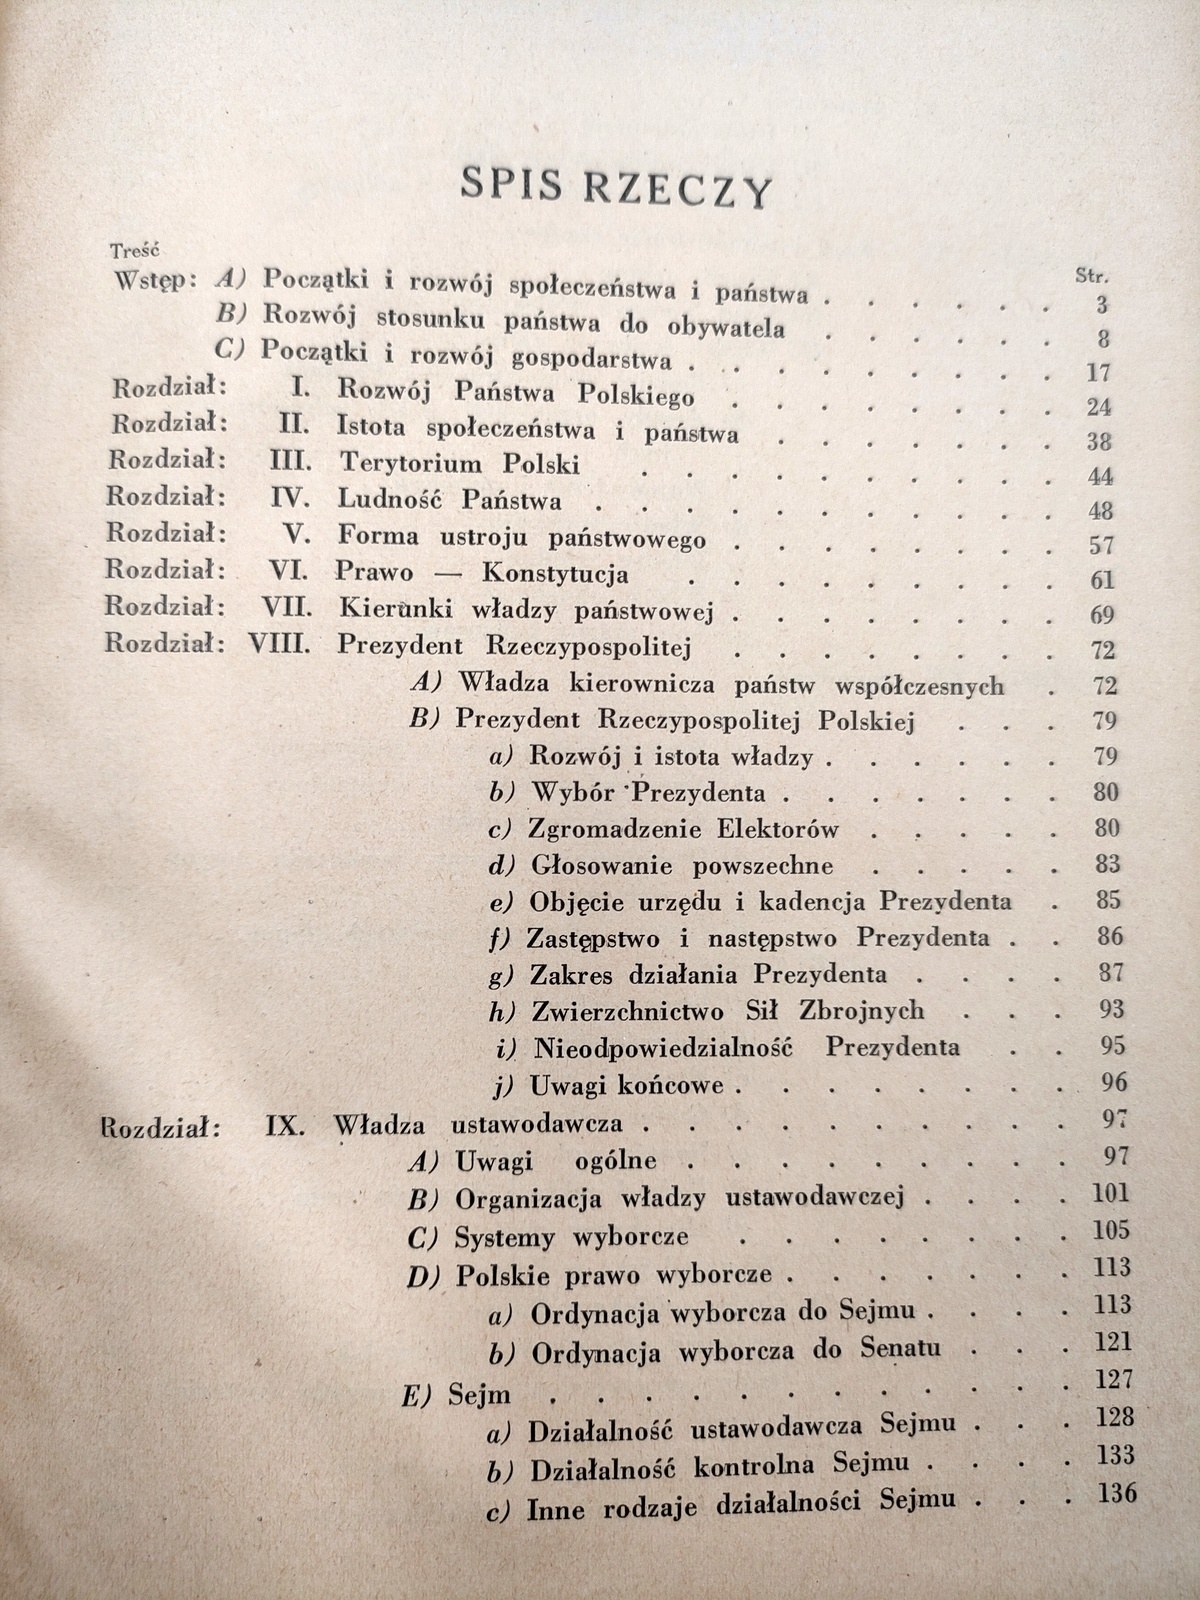 SPIS RZECZY
Treść Str.
Wstęp: A) Początki i rozwój społeczeństwa i państwa . . . . . . 3
B) Rozwój stosunku państwa do obywatela . . . . . . 8
C) Początki i rozwój gospodarstwa . . . . . . . . . 17
Rozdział: I. Rozwój Państwa Polskiego . . . . . . . . 24
Rozdział: II. Istota społeczeństwa i państwa . . . . . . . 38
Rozdział: III. Terytorium Polski . . . . . . . . . . 44
Rozdział: IV. Ludność Państwa . . . . . . . . . . . 48
Rozdział: V. Forma ustroju państwowego . . . . . . . . 57
Rozdział: VI. Prawo — Konstytucja . . . . . . . . . 61
Rozdział: VII. Kierunki władzy państwowej . . . . . . . . 69
Rozdział: VIII. Prezydent Rzeczypospolitej . . . . . . . . 72
A) Władza kierownicza państw współczesnych . 72
B) Prezydent Rzeczypospolitej Polskiej . . . 79
a) Rozwój i istota władzy . . . . . . 79
b) Wybór Prezydenta . . . . . . . 80
c) Zgromadzenie Elektorów . . . . . 80
d) Głosowanie powszechne . . . . . 83
e) Objęcie urzędu i kadencja Prezydenta . 85
f) Zastępstwo i następstwo Prezydenta . . 86
g) Zakres działania Prezydenta . . . . 87
h) Zwierzchnictwo Sił Zbrojnych . . . 93
i) Nieodpowiedzialność Prezydenta . . 95
j) Uwagi końcowe . . . . . . . . 96
Rozdział: IX. Władza ustawodawcza . . . . . . . . . . 97
A) Uwagi ogólne . . . . . . . . . 97
B) Organizacja władzy ustawodawczej . . . . 101
C) Systemy wyborcze . . . . . . . . 105
D) Polskie prawo wyborcze . . . . . . . 113
a) Ordynacja wyborcza do Sejmu . . . . 113
b) Ordynacja wyborcza do Senatu . . . 121
E) Sejm . . . . . . . . . . . . 127
a) Działalność ustawodawcza Sejmu . . . 128
b) Działalność kontrolna Sejmu . . . . 133
c) Inne rodzaje działalności Sejmu . . . 136